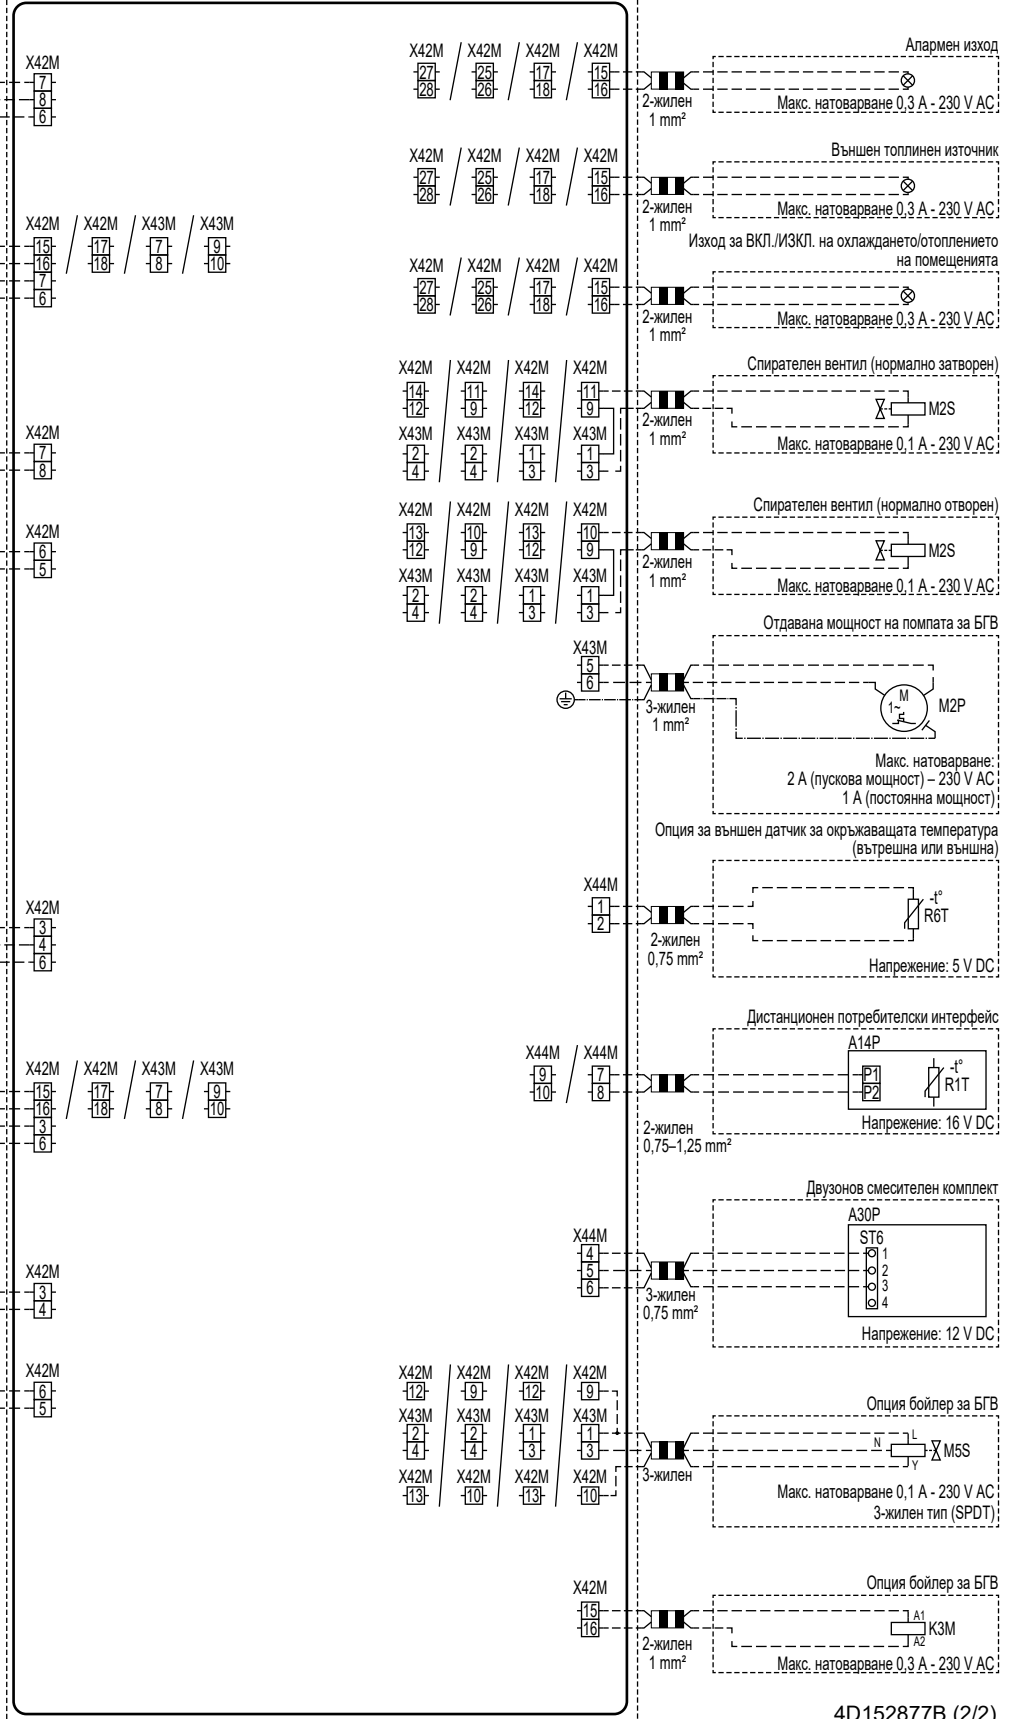 X42M
7
8
6
X42M X42M X43M X43M
15 17 7 9
16 18 8 10
7
6
X42M
7
8
X42M
6
5
X42M
3
4
6
X42M X42M X43M X43M
15 17 7 9
16 18 8 10
3
6
X42M
3
4
X42M
6
5
X42M X42M X42M X42M
27 25 17 15
28 26 18 16
2-жилен
1 mm²
Алармен изход
Макс. натоварване 0,3 A - 230 V AC
X42M X42M X42M X42M
27 25 17 15
28 26 18 16
2-жилен
1 mm²
Външен топлинен източник
Макс. натоварване 0,3 A - 230 V AC
X42M X42M X42M X42M
27 25 17 15
28 26 18 16
2-жилен
1 mm²
Изход за ВКЛ./ИЗКЛ. на охлаждането/отоплението
на помещенията
Макс. натоварване 0,3 A - 230 V AC
X42M X42M X42M X42M
14 11 14 11
12 9 12 9
X43M X43M X43M X43M
2 2 1 1
4 4 3 3
2-жилен
1 mm²
Спирателен вентил (нормално затворен)
M2S
Макс. натоварване 0,1 A - 230 V AC
X42M X42M X42M X42M
13 10 13 10
12 9 12 9
X43M X43M X43M X43M
2 2 1 1
4 4 3 3
2-жилен
1 mm²
Спирателен вентил (нормално отворен)
M2S
Макс. натоварване 0,1 A - 230 V AC
X43M
5
6
3-жилен
1 mm²
Отдавана мощност на помпата за БГВ
M
1~
M2P
Макс. натоварване:
2 A (пускова мощност) – 230 V AC
1 A (постоянна мощност)
X44M
1
2
2-жилен
0,75 mm²
Опция за външен датчик за окръжаващата температура
(вътрешна или външна)
-t°
R6T
Напрежение: 5 V DC
X44M X44M
9 7
10 8
2-жилен
0,75–1,25 mm²
Дистанционен потребителски интерфейс
A14P
P1
P2
-t°
R1T
Напрежение: 16 V DC
X44M
4
5
6
3-жилен
0,75 mm²
Двузонов смесителен комплект
A30P
ST6
1
2
3
4
Напрежение: 12 V DC
X42M X42M X42M X42M
12 9 12 9
X43M X43M X43M X43M
2 2 1 1
4 4 3 3
X42M X42M X42M X42M
13 10 13 10
3-жилен
Опция бойлер за БГВ
N
L
Y
M5S
Макс. натоварване 0,1 A - 230 V AC
3-жилен тип (SPDT)
X42M
15
16
2-жилен
1 mm²
Опция бойлер за БГВ
A1
A2
K3M
Макс. натоварване 0,3 A - 230 V AC
4D152877B (2/2)